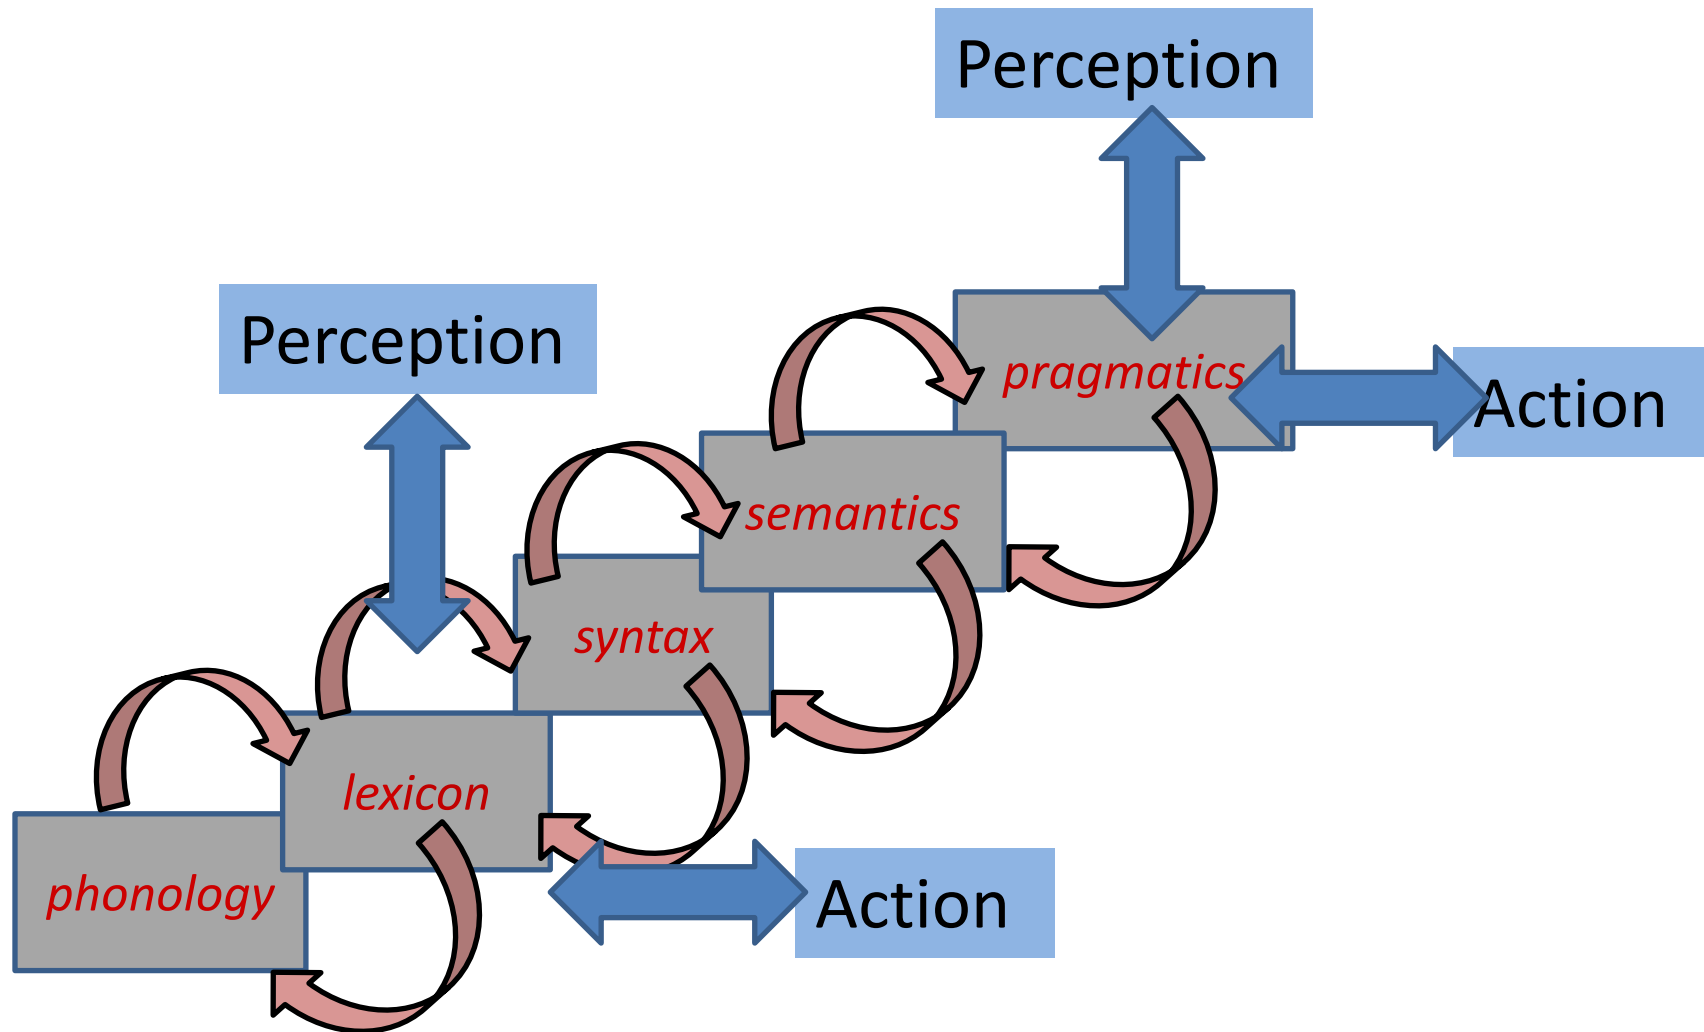 Perception
Perception
pragmatics
Action
semantics
syntax
lexicon
phonology
Action